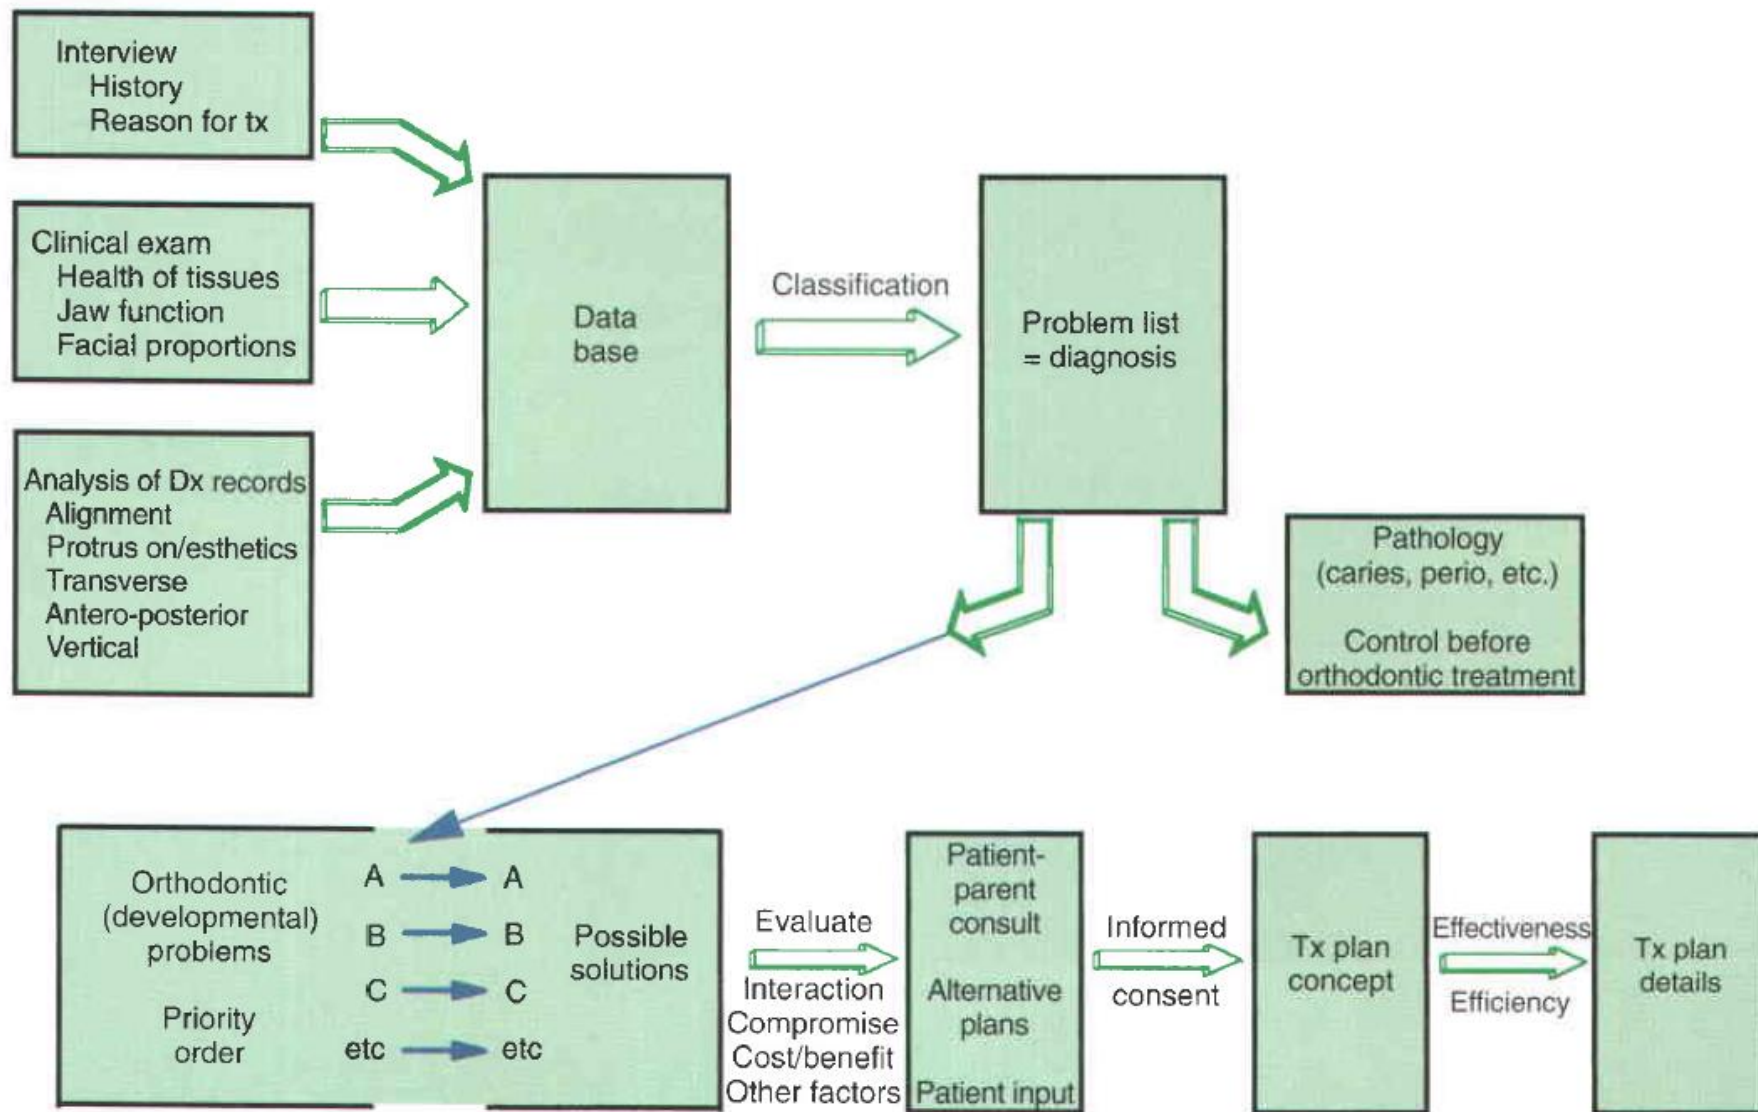 Interview
History
Reason for tx
Clinical exam
Health of tissues
Jaw function
Facial proportions
Analysis of Dx records
Alignment
Protrus on/esthetics
Transverse
Antero-posterior
Vertical
Data
base
Classification
Problem list
= diagnosis
Pathology
(caries, perio, etc.)
Control before
orthodontic treatment
Orthodontic
(developmental)
problems
Priority
order
A A
B B
C C
etc etc
Possible
solutions
Evaluate
Interaction
Compromise
Cost/benefit
Other factors
Patient-
parent
consult
Alternative
plans
Patient input
Informed
consent
Tx plan
concept
Effectiveness
Efficiency
Tx plan
details